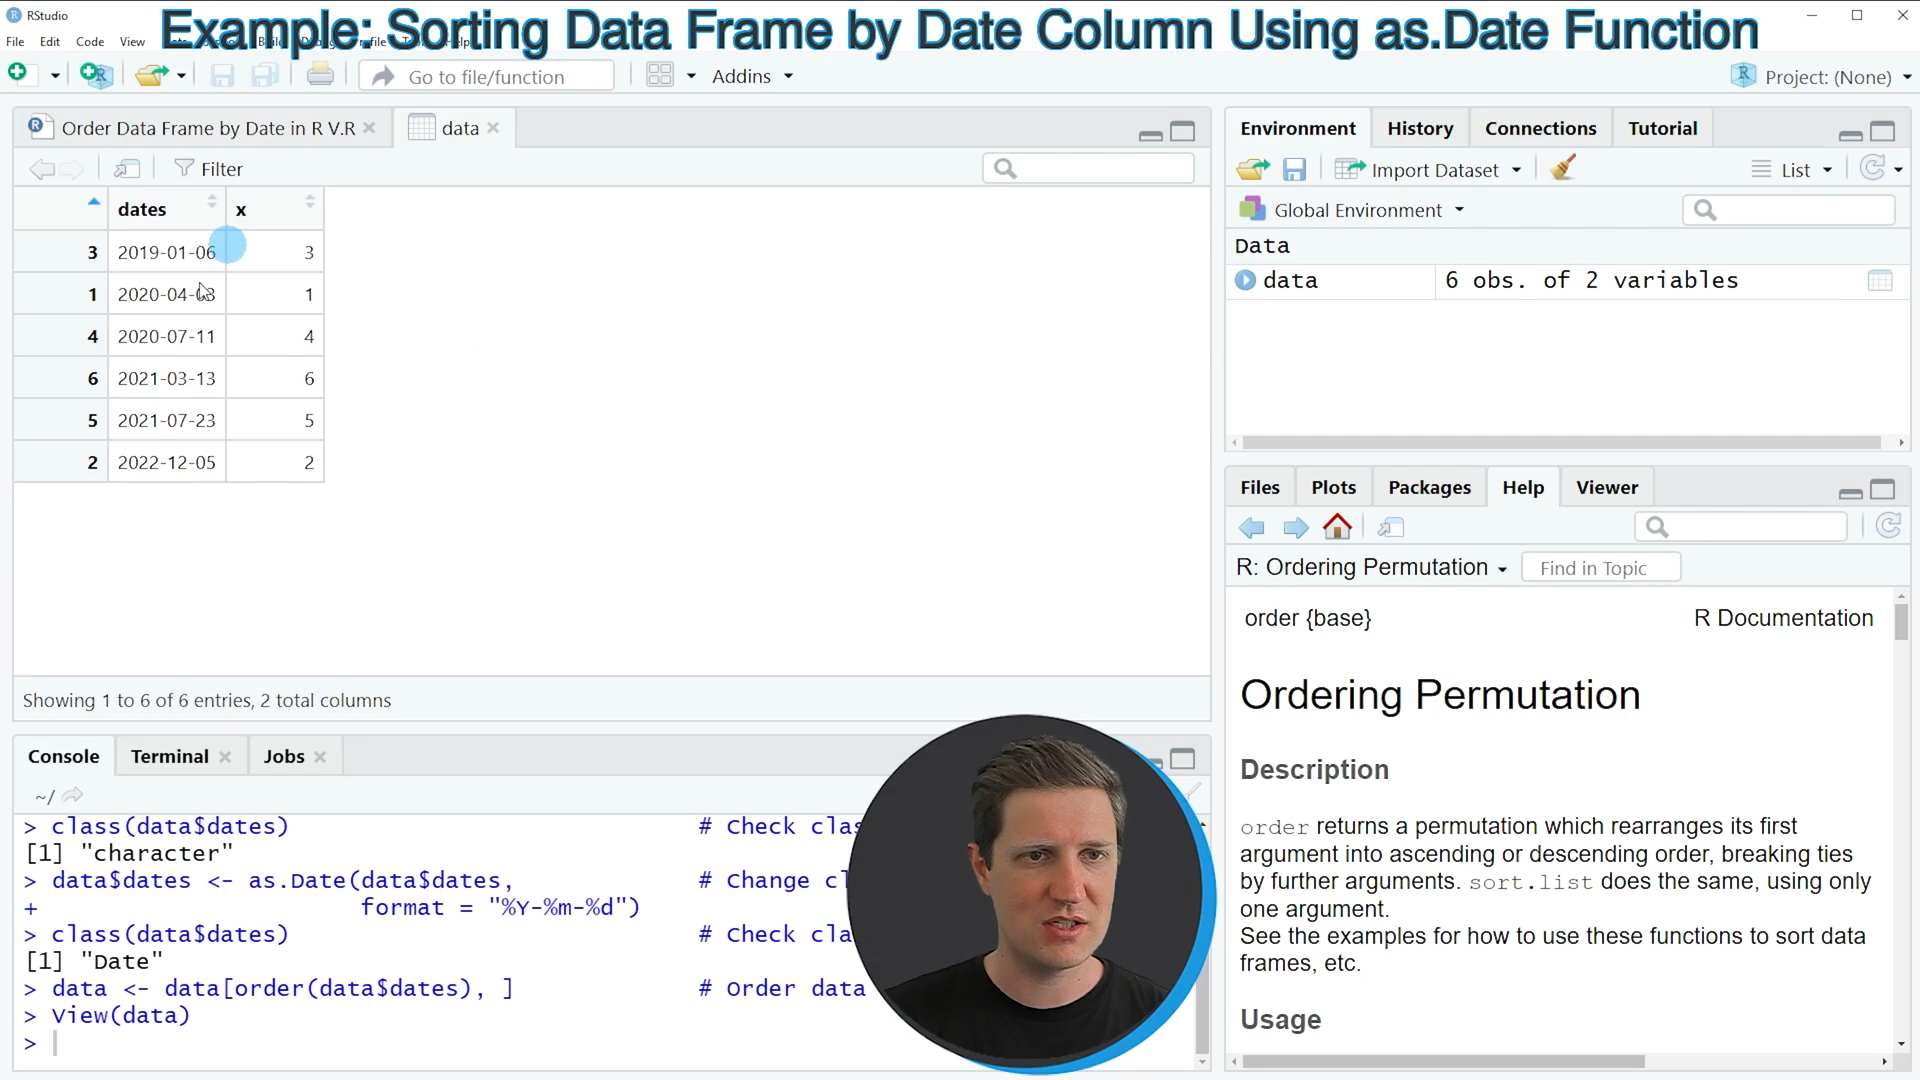 RStudio
Example: Sorting Data Frame by Date Column Using as.Date Function
File Edit Code View
Go to file/function
Addins
Project: (None)
Order Data Frame by Date in R V.R
data
Filter
dates x
3 2019-01-06 3
1 2020-04- 1
4 2020-07-11 4
6 2021-03-13 6
5 2021-07-23 5
2 2022-12-05 2
Showing 1 to 6 of 6 entries, 2 total columns
Console Terminal Jobs
~/
> class(data$dates) # Check clas
[1] "character"
> data$dates <- as.Date(data$dates, # Change cl
+ format = "%Y-%m-%d")
> class(data$dates) # Check cla
[1] "Date"
> data <- data[order(data$dates), ] # Order data
> View(data)
>
Environment History Connections Tutorial
Import Dataset
List
Global Environment
Data
data 6 obs. of 2 variables
Files Plots Packages Help Viewer
R: Ordering Permutation
Find in Topic
order {base} R Documentation
Ordering Permutation
Description
order returns a permutation which rearranges its first
argument into ascending or descending order, breaking ties
by further arguments. sort.list does the same, using only
one argument.
See the examples for how to use these functions to sort data
frames, etc.
Usage